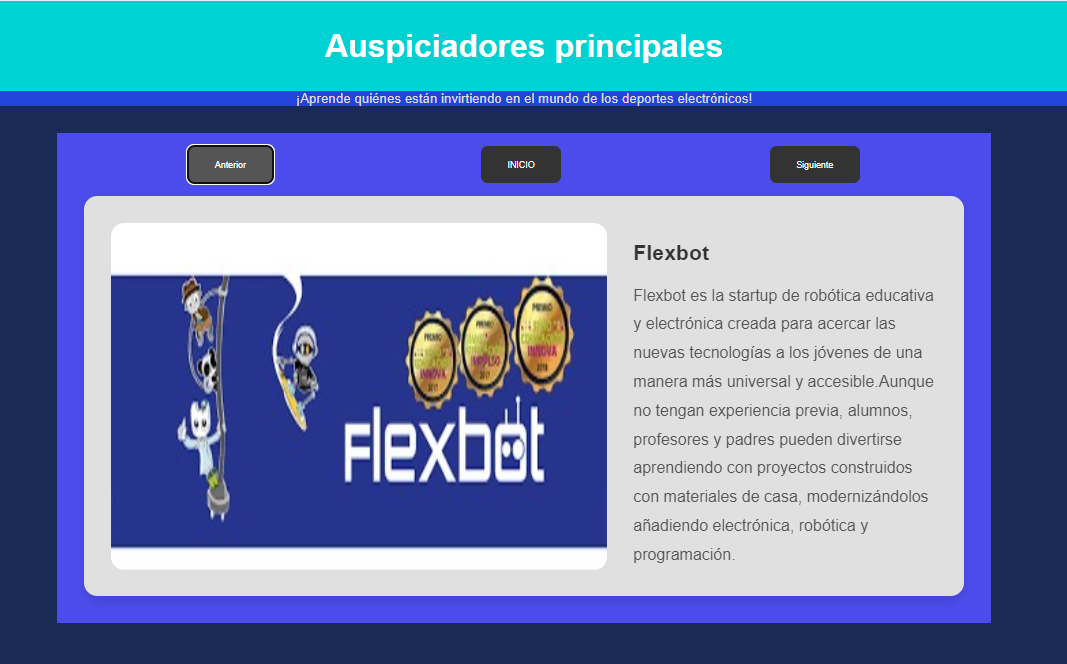 Auspiciadores principales
¡Aprende quiénes están invirtiendo en el mundo de los deportes electrónicos!
Anterior
INICIO
Siguiente
PREMIO
INNOVA
2017
PREMIO
IMPULSO
2017
PREMIO
INNOVA
2018
Flexbot
Flexbot
Flexbot es la startup de robótica educativa
y electrónica creada para acercar las
nuevas tecnologías a los jóvenes de una
manera más universal y accesible.Aunque
no tengan experiencia previa, alumnos,
profesores y padres pueden divertirse
aprendiendo con proyectos construidos
con materiales de casa, modernizándolos
añadiendo electrónica, robótica y
programación.